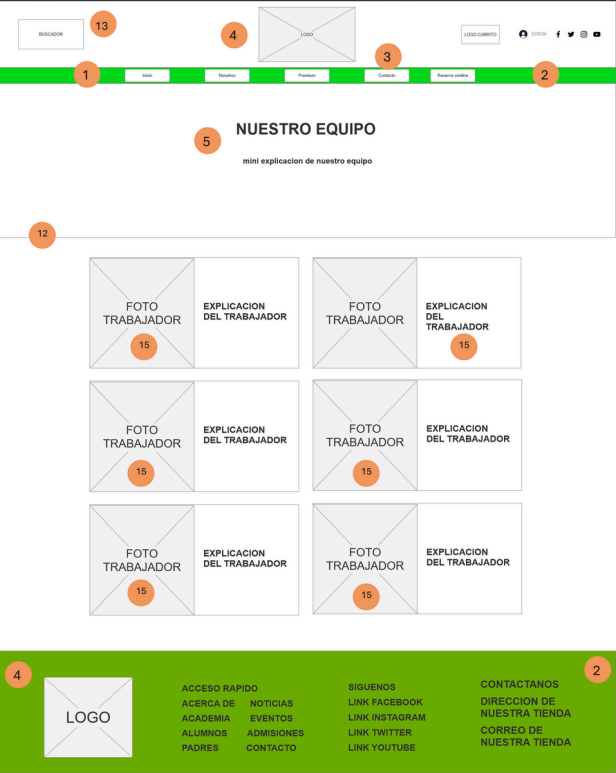 BUSCADOR
13
4
LOGO
LOGO CARRITO
Entrar
3
1
Inicio
Nosotros
Premium
Contacto
Reserva omiline
2
5
NUESTRO EQUIPO
mini explicacion de nuestro equipo
12
FOTO
TRABAJADOR
15
EXPLICACION
DEL TRABAJADOR
FOTO
TRABAJADOR
EXPLICACION
DEL
TRABAJADOR
15
FOTO
TRABAJADOR
15
EXPLICACION
DEL TRABAJADOR
FOTO
TRABAJADOR
15
EXPLICACION
DEL TRABAJADOR
FOTO
TRABAJADOR
15
EXPLICACION
DEL TRABAJADOR
FOTO
TRABAJADOR
15
EXPLICACION
DEL TRABAJADOR
4
LOGO
ACCESO RAPIDO
ACERCA DE NOTICIAS
ACADEMIA EVENTOS
ALUMNOS ADMISIONES
PADRES CONTACTO
SIGUENOS
LINK FACEBOOK
LINK INSTAGRAM
LINK TWITTER
LINK YOUTUBE
2
CONTACTANOS
DIRECCION DE
NUESTRA TIENDA
CORREO DE
NUESTRA TIENDA